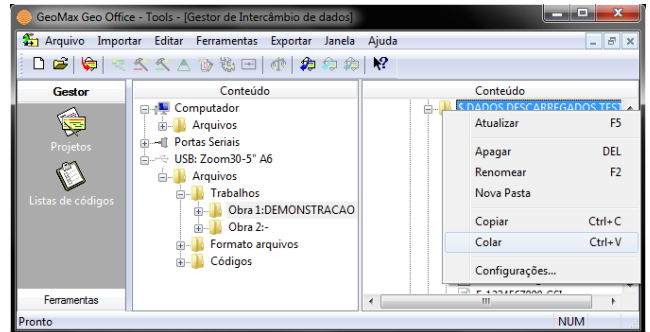 GeoMax Geo Office - Tools - [Gestor de Intercâmbio de dados]
Arquivo Importar Editar Ferramentas Exportar Janela Ajuda
Gestor
Projetos
Listas de códigos
Ferramentas
Conteúdo
Computador
Arquivos
Portas Seriais
USB: Zoom30-5" A6
Arquivos
Trabalhos
Obra 1:DEMONSTRACAO
Obra 2:-
Formato arquivos
Códigos
Conteúdo
DADOS DESCARREGADOS TEST
Atualizar F5
Apagar DEL
Renomear F2
Nova Pasta
Copiar Ctrl+C
Colar Ctrl+V
Configurações...
Pronto NUM